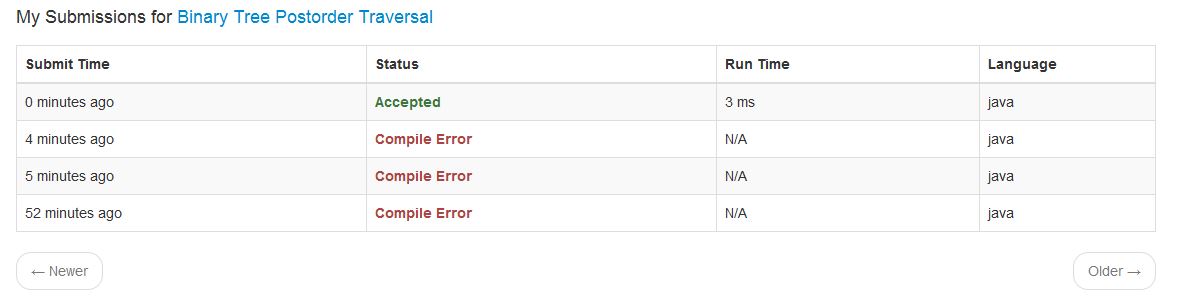 My Submissions for Binary Tree Postorder Traversal
Submit Time Status Run Time Language
0 minutes ago Accepted 3 ms java
4 minutes ago Compile Error N/A java
5 minutes ago Compile Error N/A java
52 minutes ago Compile Error N/A java
← Newer Older →